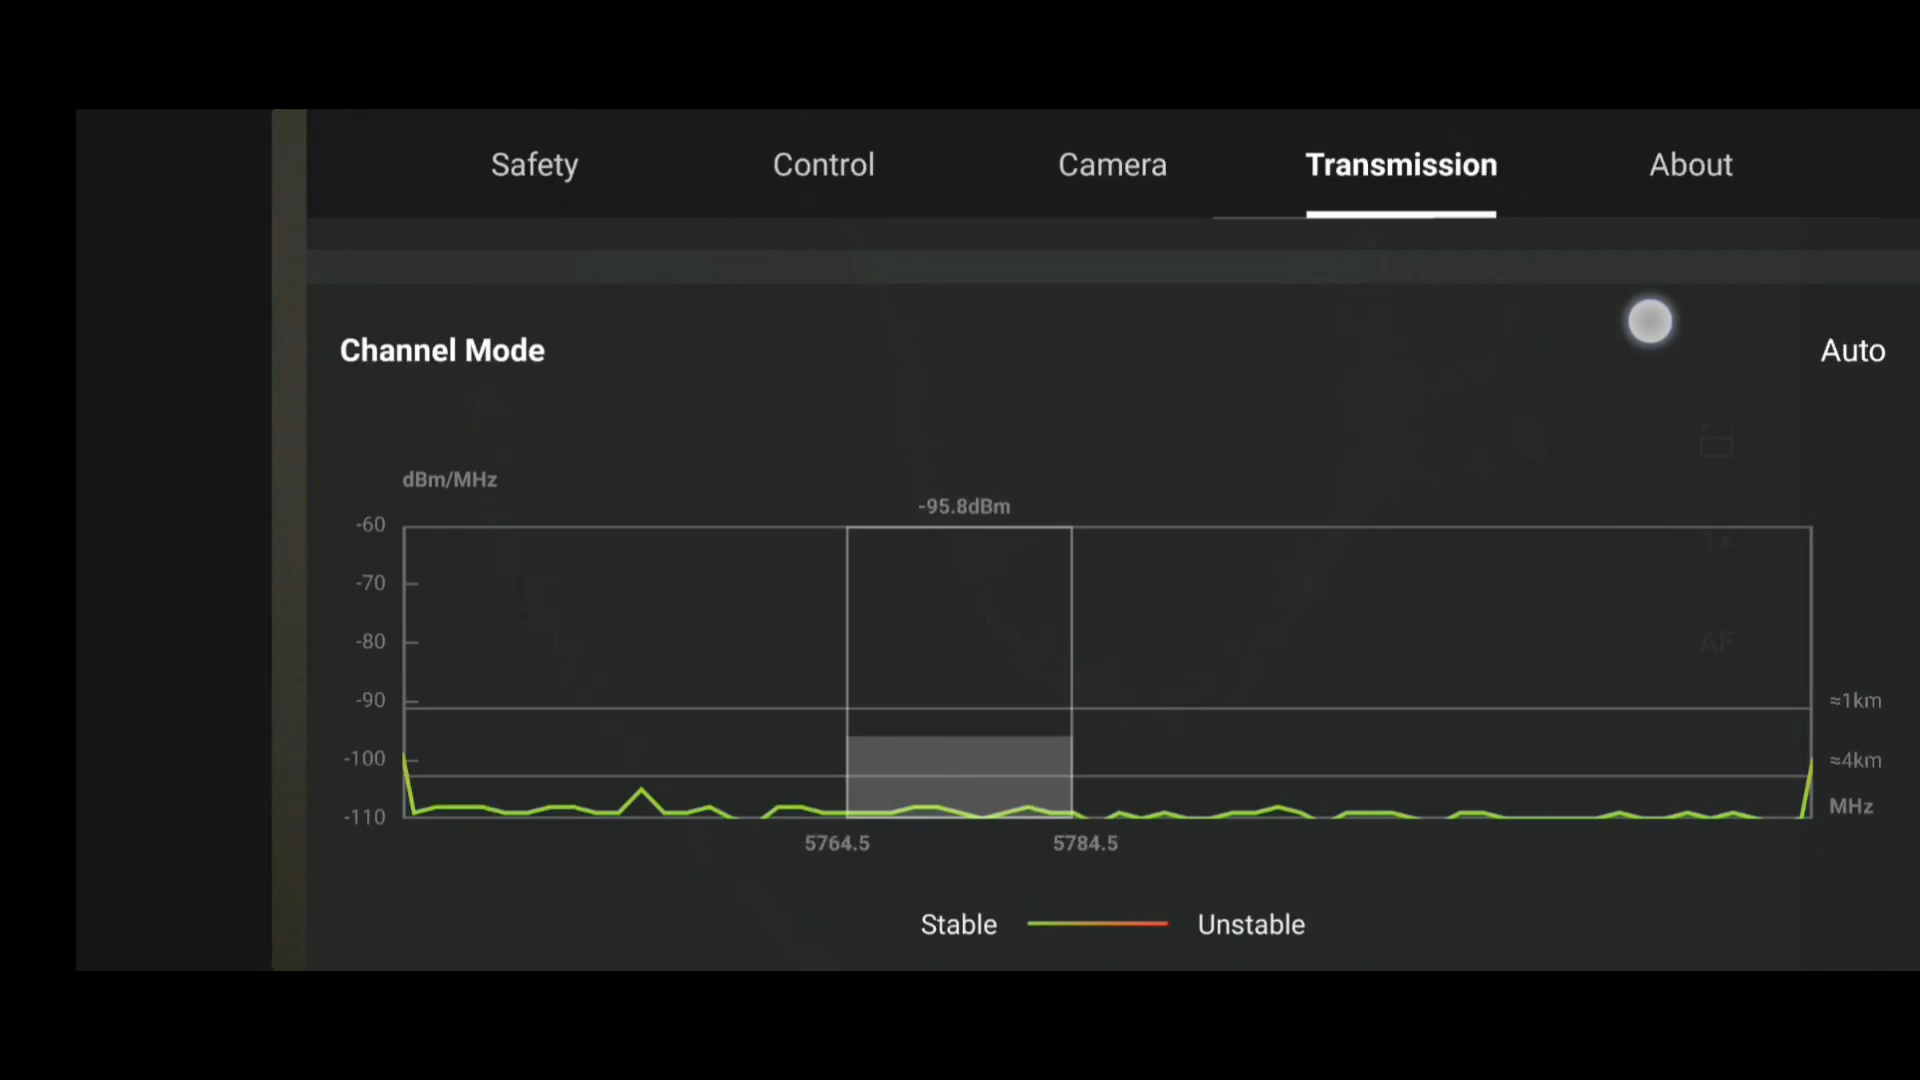 Safety Control Camera Transmission About
Channel Mode Auto
dBm/MHz
-95.8dBm
-60
-70
-80
-90 ≈1km
-100 ≈4km
-110 MHz
5764.5 5784.5
Stable Unstable
AF